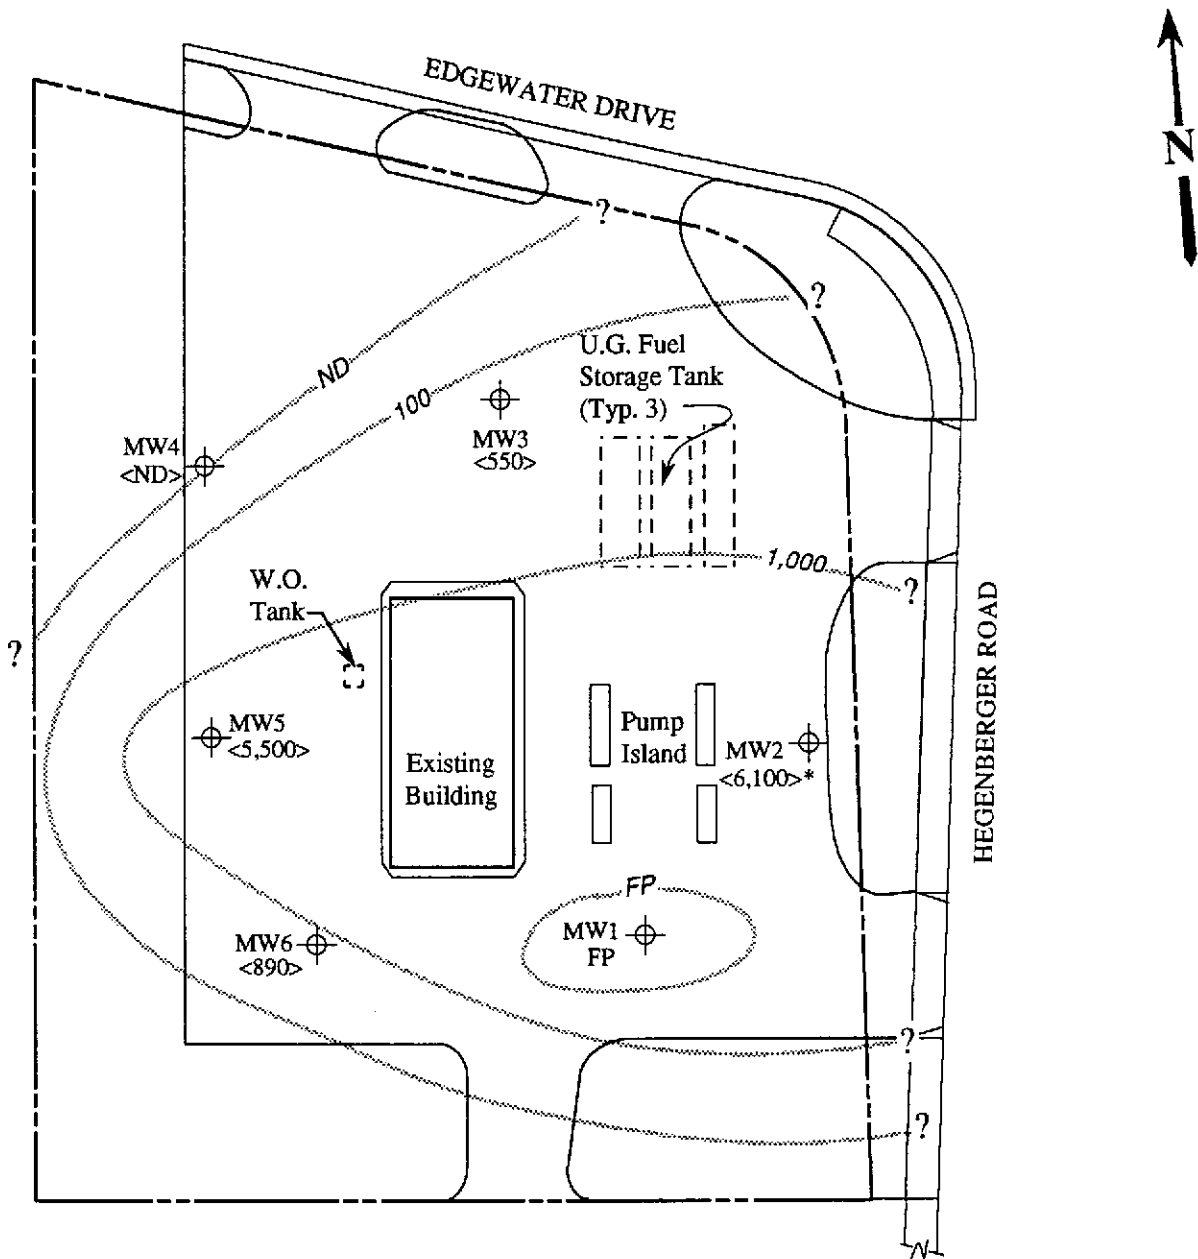 EDGEWATER DRIVE
N
?
?
U.G. Fuel
Storage Tank
(Typ. 3)
ND
100
MW3
<550>
MW4
<ND>
1,000
?
W.O.
Tank
?
HEGENBERGER ROAD
MW5
<5,500>
Pump
Island
MW2
<6,100>*
Existing
Building
FP
MW1
FP
MW6
<890>
?
?
N